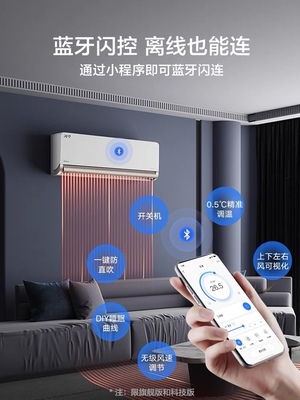 蓝牙闪控 离线也能连
通过小程序即可蓝牙闪连
开关机
0.5℃精准
调温
上下左右
风可视化
一键防
直吹
26.5
DIY睡眠
曲线
无级风速
调节
* 注：限旗舰版和科技版